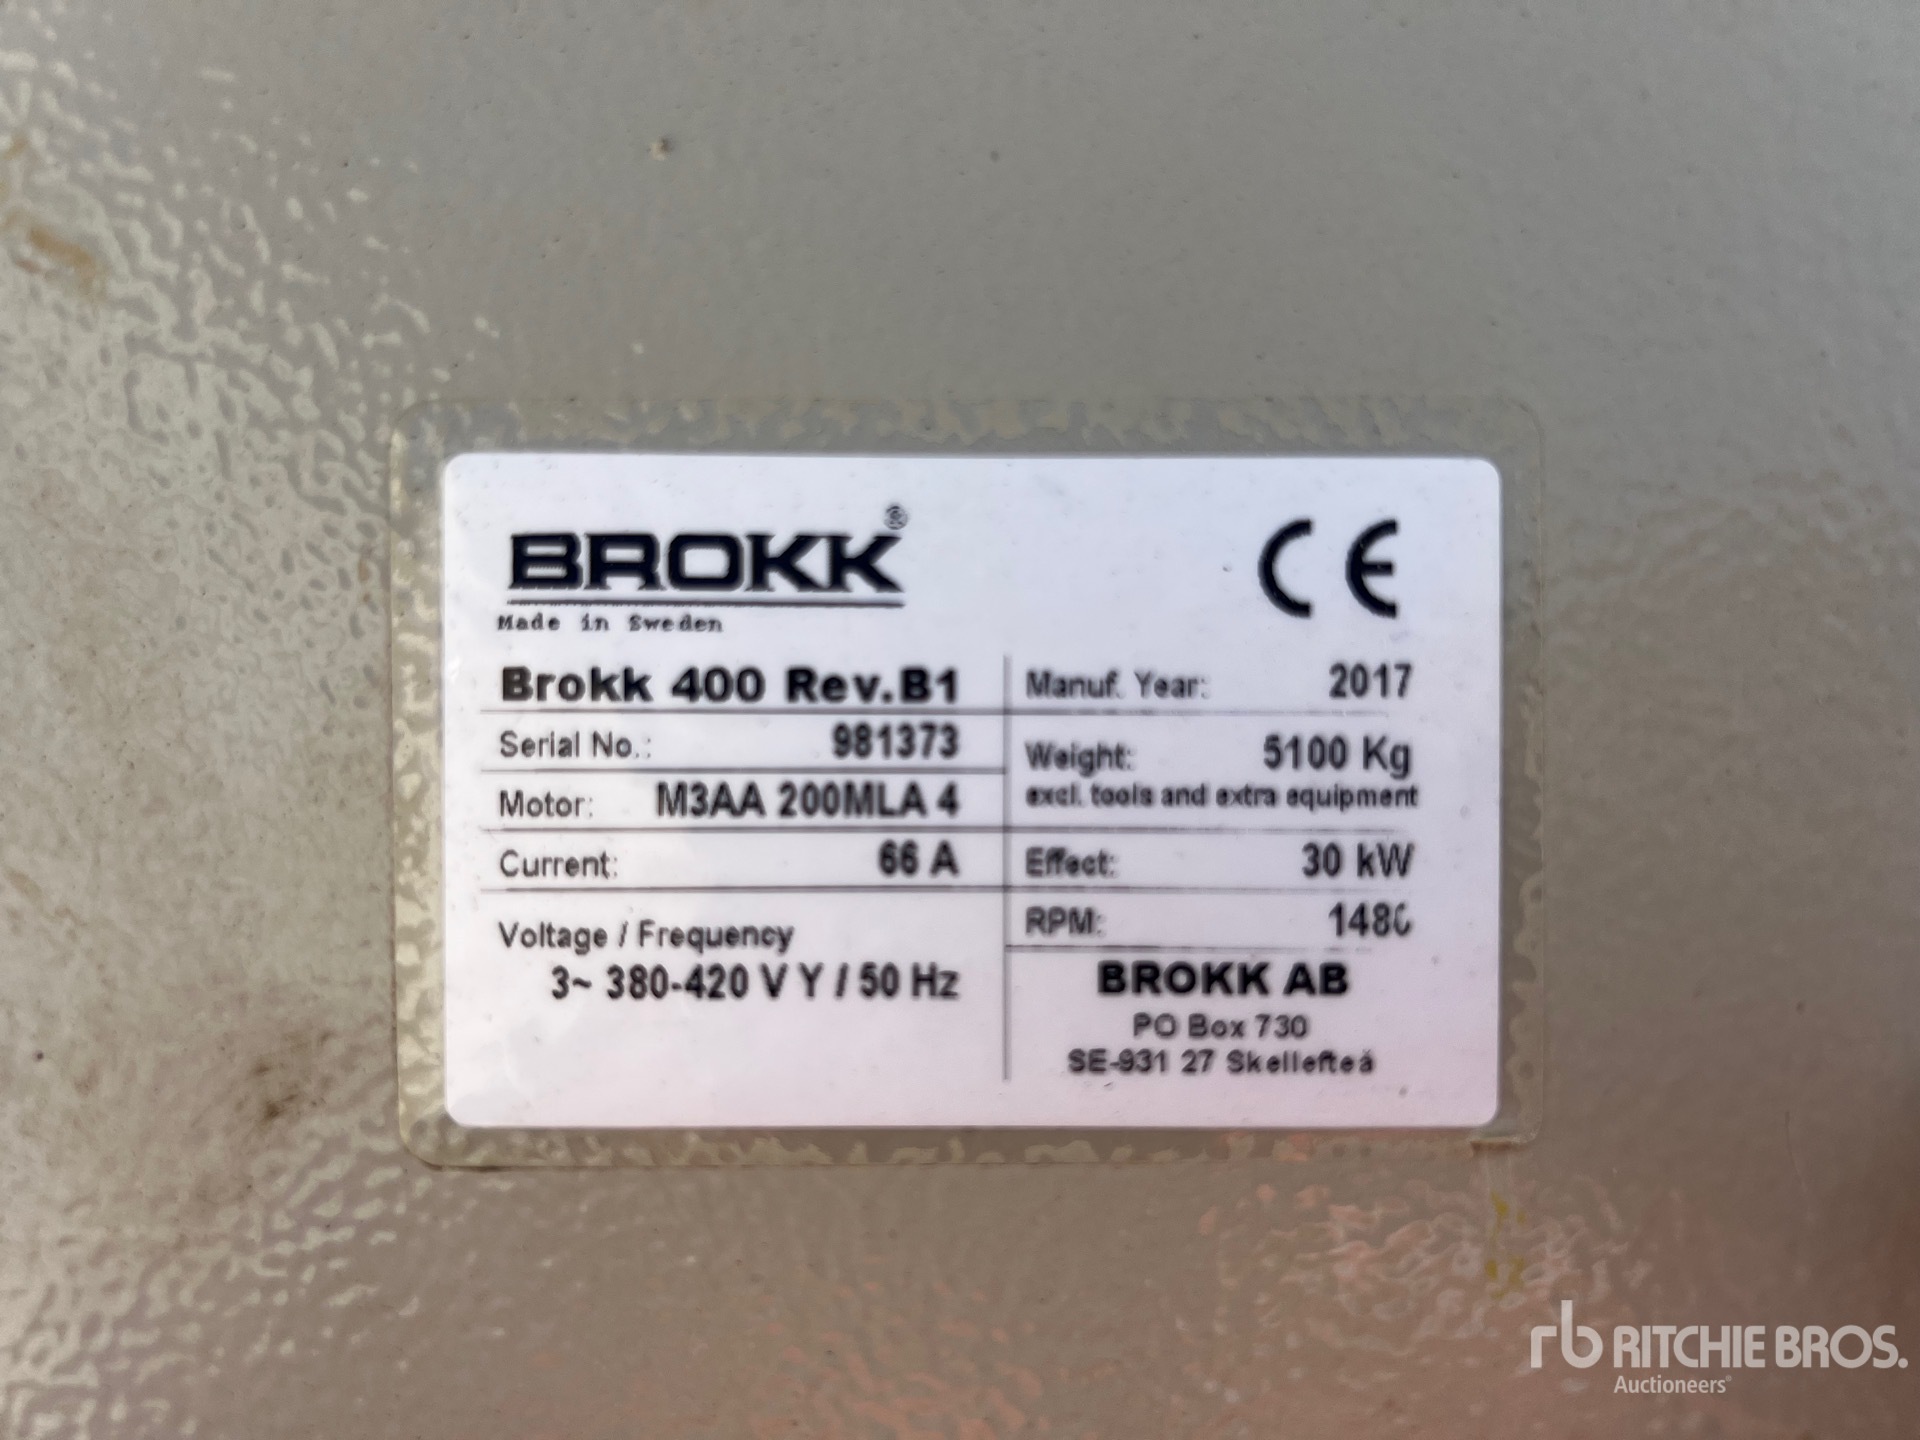 BROKK®
Made in Sweden
CE
Brokk 400 Rev.B1
Serial No.: 981373
Motor: M3AA 200MLA 4
Current: 66 A
Voltage / Frequency
3~ 380-420 V Y / 50 Hz
Manuf. Year: 2017
Weight: 5100 Kg
excl. tools and extra equipment
Effect: 30 kW
RPM: 1480
BROKK AB
PO Box 730
SE-931 27 Skellefteå
rb RITCHIE BROS.
Auctioneers®